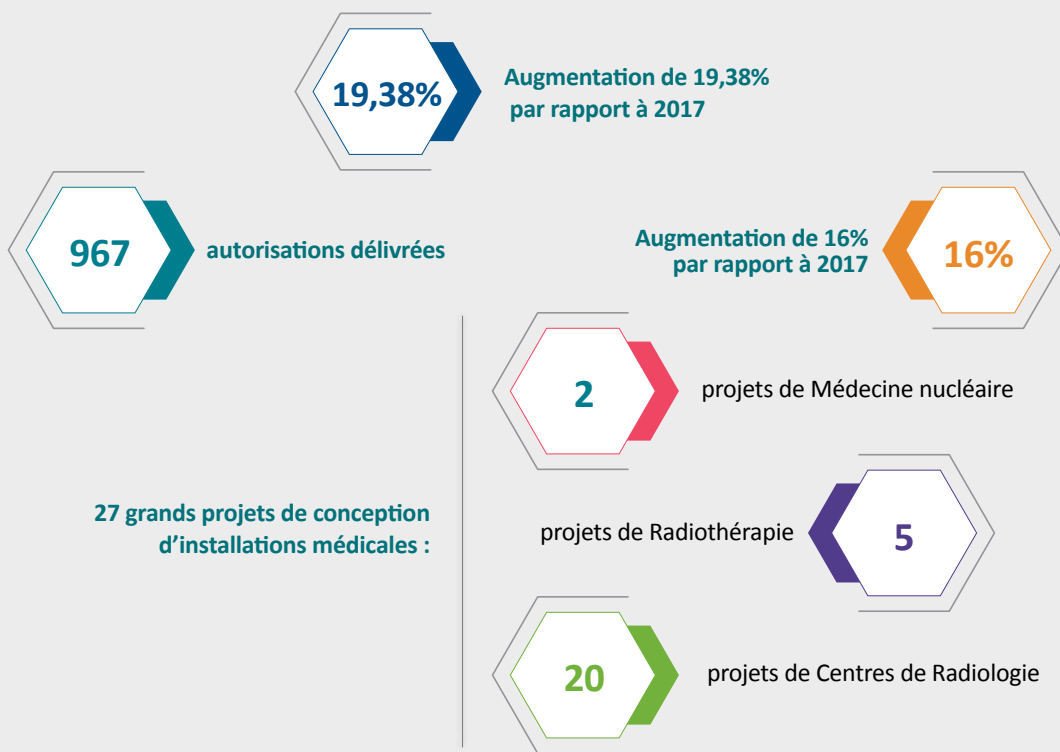 19,38%
Augmentation de 19,38%
par rapport à 2017
967
autorisations délivrées
Augmentation de 16%
par rapport à 2017
16%
27 grands projets de conception
d’installations médicales :
2
projets de Médecine nucléaire
projets de Radiothérapie
5
20
projets de Centres de Radiologie